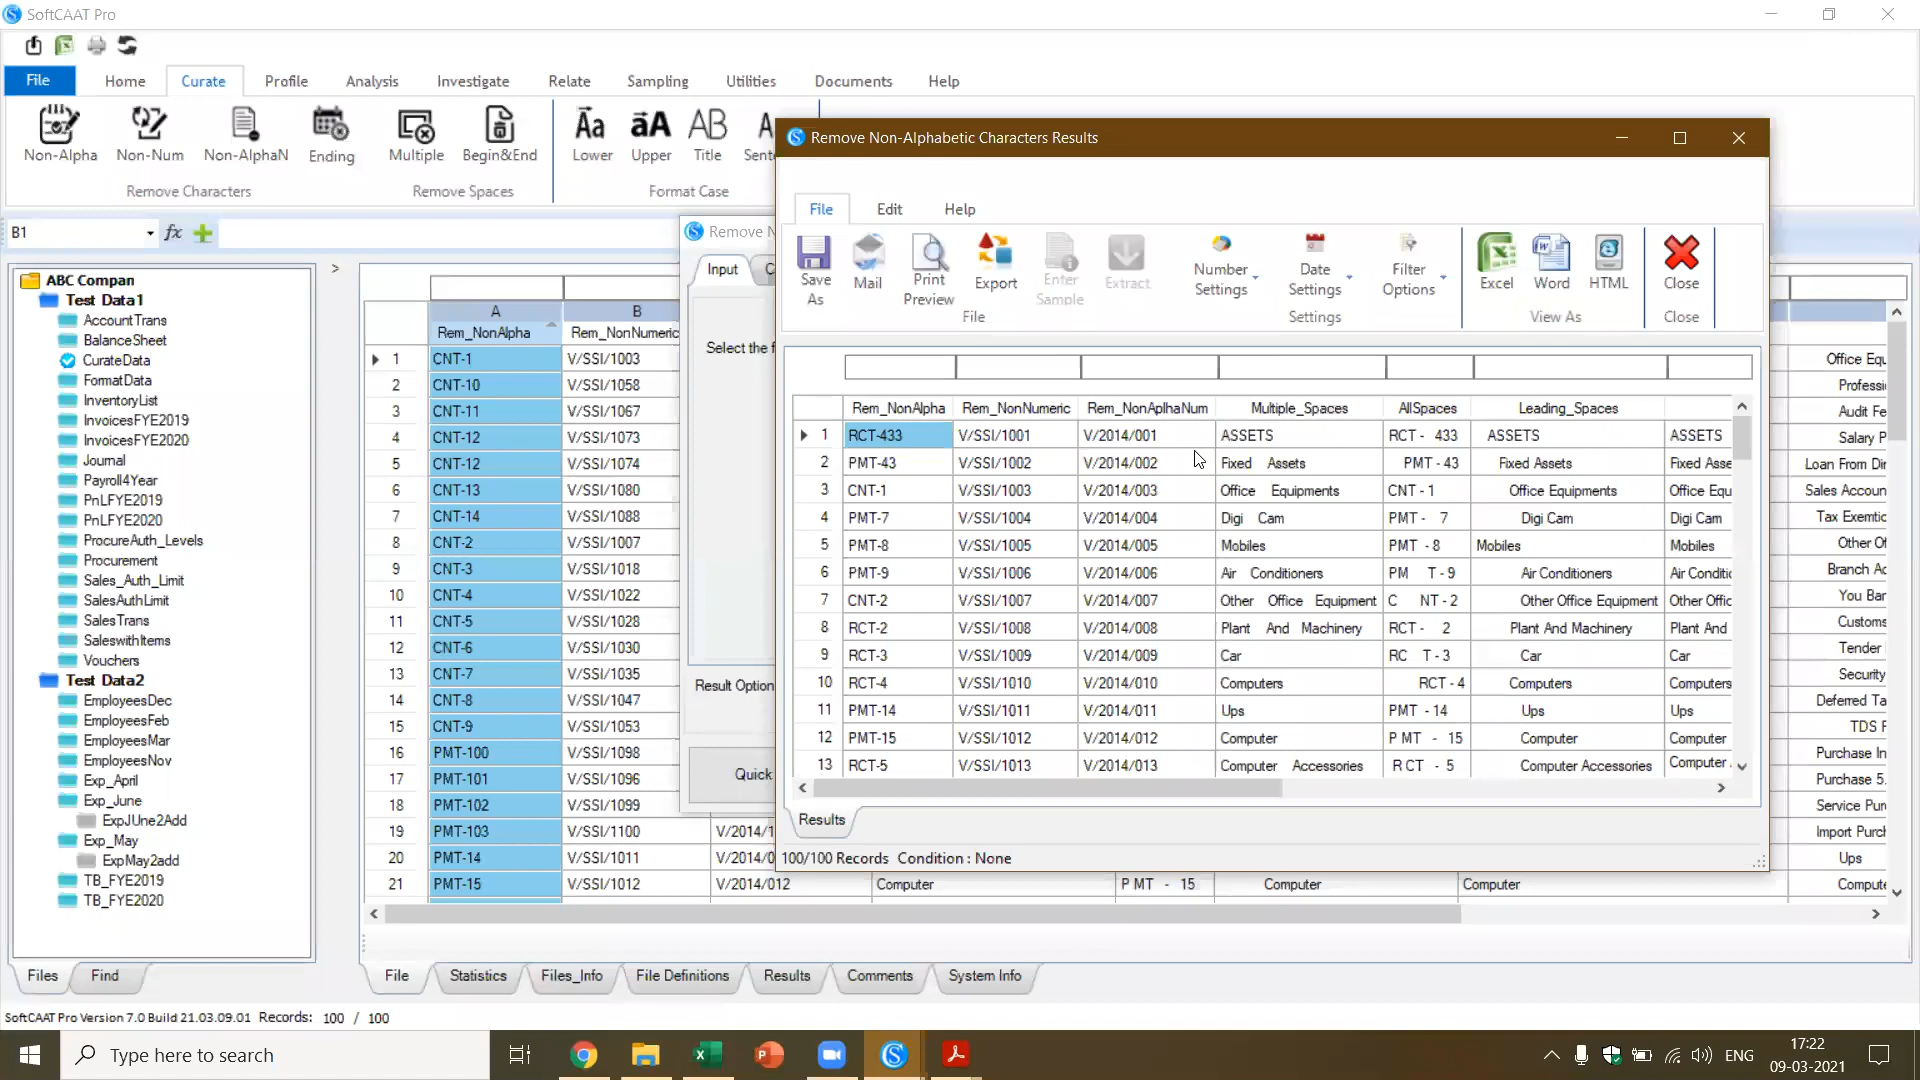 SoftCAAT Pro
File Home Curate Profile Analysis Investigate Relate Sampling Utilities Documents Help
Non-Alpha Non-Num Non-AlphaN Ending Multiple Begin&End Lower Upper Title
Remove Characters Remove Spaces Format Case
B1 fx
ABC Compan
Test Data1
AccountTrans
BalanceSheet
CurateData
FormatData
InventoryList
InvoicesFYE2019
InvoicesFYE2020
Journal
Payroll4Year
PnLFYE2019
PnLFYE2020
ProcureAuth_Levels
Procurement
Sales_Auth_Limit
SalesAuthLimit
SalesTrans
SaleswithItems
Vouchers
Test Data2
EmployeesDec
EmployeesFeb
EmployeesMar
EmployeesNov
Exp_April
Exp_June
ExpJUne2Add
Exp_May
ExpMay2add
TB_FYE2019
TB_FYE2020
Files Find
A B
Rem_NonAlpha Rem_NonNumeric
1 CNT-1 V/SSI/1003
2 CNT-10 V/SSI/1058
3 CNT-11 V/SSI/1067
4 CNT-12 V/SSI/1073
5 CNT-12 V/SSI/1074
6 CNT-13 V/SSI/1080
7 CNT-14 V/SSI/1088
8 CNT-2 V/SSI/1007
9 CNT-3 V/SSI/1018
10 CNT-4 V/SSI/1022
11 CNT-5 V/SSI/1028
12 CNT-6 V/SSI/1030
13 CNT-7 V/SSI/1035
14 CNT-8 V/SSI/1047
15 CNT-9 V/SSI/1053
16 PMT-100 V/SSI/1098
17 PMT-101 V/SSI/1096
18 PMT-102 V/SSI/1099
19 PMT-103 V/SSI/1100 V/2014/1
20 PMT-14 V/SSI/1011 V/2014/0
21 PMT-15 V/SSI/1012 V/2014/012 Computer P MT - 15 Computer Computer
Remove N
Input C
Select the f
Result Option
Quick
Remove Non-Alphabetic Characters Results
File Edit Help
Save As Mail Print Preview Export Enter Sample Extract Number Settings Date Settings Filter Options Excel Word HTML Close
File Settings View As Close
Rem_NonAlpha Rem_NonNumeric Rem_NonAplhaNum Multiple_Spaces AllSpaces Leading_Spaces
1 RCT-433 V/SSI/1001 V/2014/001 ASSETS RCT - 433 ASSETS ASSETS
2 PMT-43 V/SSI/1002 V/2014/002 Fixed Assets PMT - 43 Fixed Assets Fixed Asse
3 CNT-1 V/SSI/1003 V/2014/003 Office Equipments CNT - 1 Office Equipments Office Equ
4 PMT-7 V/SSI/1004 V/2014/004 Digi Cam PMT - 7 Digi Cam Digi Cam
5 PMT-8 V/SSI/1005 V/2014/005 Mobiles PMT - 8 Mobiles Mobiles
6 PMT-9 V/SSI/1006 V/2014/006 Air Conditioners PM T - 9 Air Conditioners Air Conditic
7 CNT-2 V/SSI/1007 V/2014/007 Other Office Equipment C NT - 2 Other Office Equipment Other Offic
8 RCT-2 V/SSI/1008 V/2014/008 Plant And Machinery RCT - 2 Plant And Machinery Plant And
9 RCT-3 V/SSI/1009 V/2014/009 Car RC T - 3 Car Car
10 RCT-4 V/SSI/1010 V/2014/010 Computers RCT - 4 Computers Computers
11 PMT-14 V/SSI/1011 V/2014/011 Ups PMT - 14 Ups Ups
12 PMT-15 V/SSI/1012 V/2014/012 Computer P MT - 15 Computer Computer
13 RCT-5 V/SSI/1013 V/2014/013 Computer Accessories R CT - 5 Computer Accessories Computer
Results
100/100 Records Condition : None
Office Equ
Professi
Audit Fe
Salary P
Loan From Dir
Sales Accoun
Tax Exemtic
Other Of
Branch Ac
You Bar
Customs
Tender
Security
Deferred Ta
TDS F
Purchase In
Purchase 5.
Service Pur
Import Purch
Ups
Compute
File Statistics Files_Info File Definitions Results Comments System Info
SoftCAAT Pro Version 7.0 Build 21.03.09.01 Records: 100 / 100
Type here to search
ENG 17:22
09-03-2021